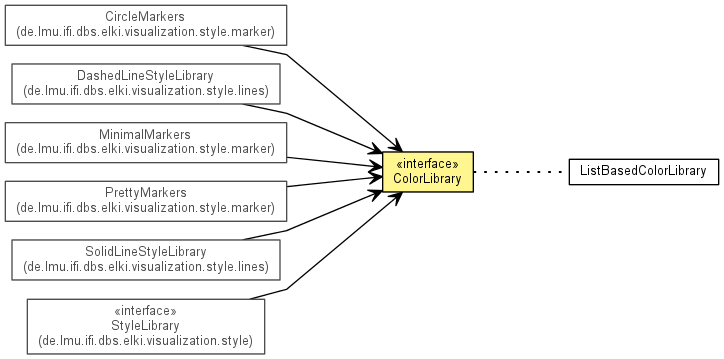 CircleMarkers
(de.lmu.ifi.dbs.elki.visualization.style.marker)
DashedLineStyleLibrary
(de.lmu.ifi.dbs.elki.visualization.style.lines)
MinimalMarkers
(de.lmu.ifi.dbs.elki.visualization.style.marker)
PrettyMarkers
(de.lmu.ifi.dbs.elki.visualization.style.marker)
SolidLineStyleLibrary
(de.lmu.ifi.dbs.elki.visualization.style.lines)
«interface»
StyleLibrary
(de.lmu.ifi.dbs.elki.visualization.style)
«interface»
ColorLibrary
ListBasedColorLibrary